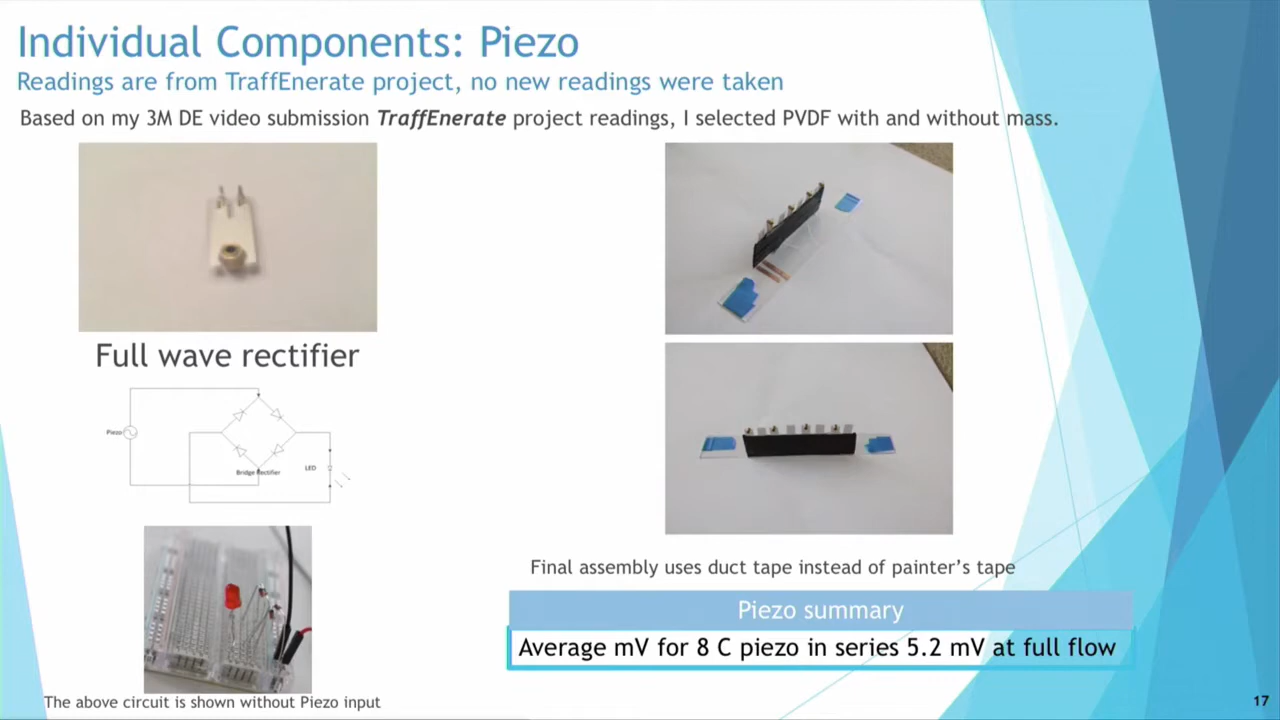 Individual Components: Piezo
Readings are from TraffEnerate project, no new readings were taken
Based on my 3M DE video submission TraffEnerate project readings, I selected PVDF with and without mass.
Full wave rectifier
Piezo
Bridge Rectifier
LED
The above circuit is shown without Piezo input
Final assembly uses duct tape instead of painter’s tape
Piezo summary
Average mV for 8 C piezo in series 5.2 mV at full flow
17